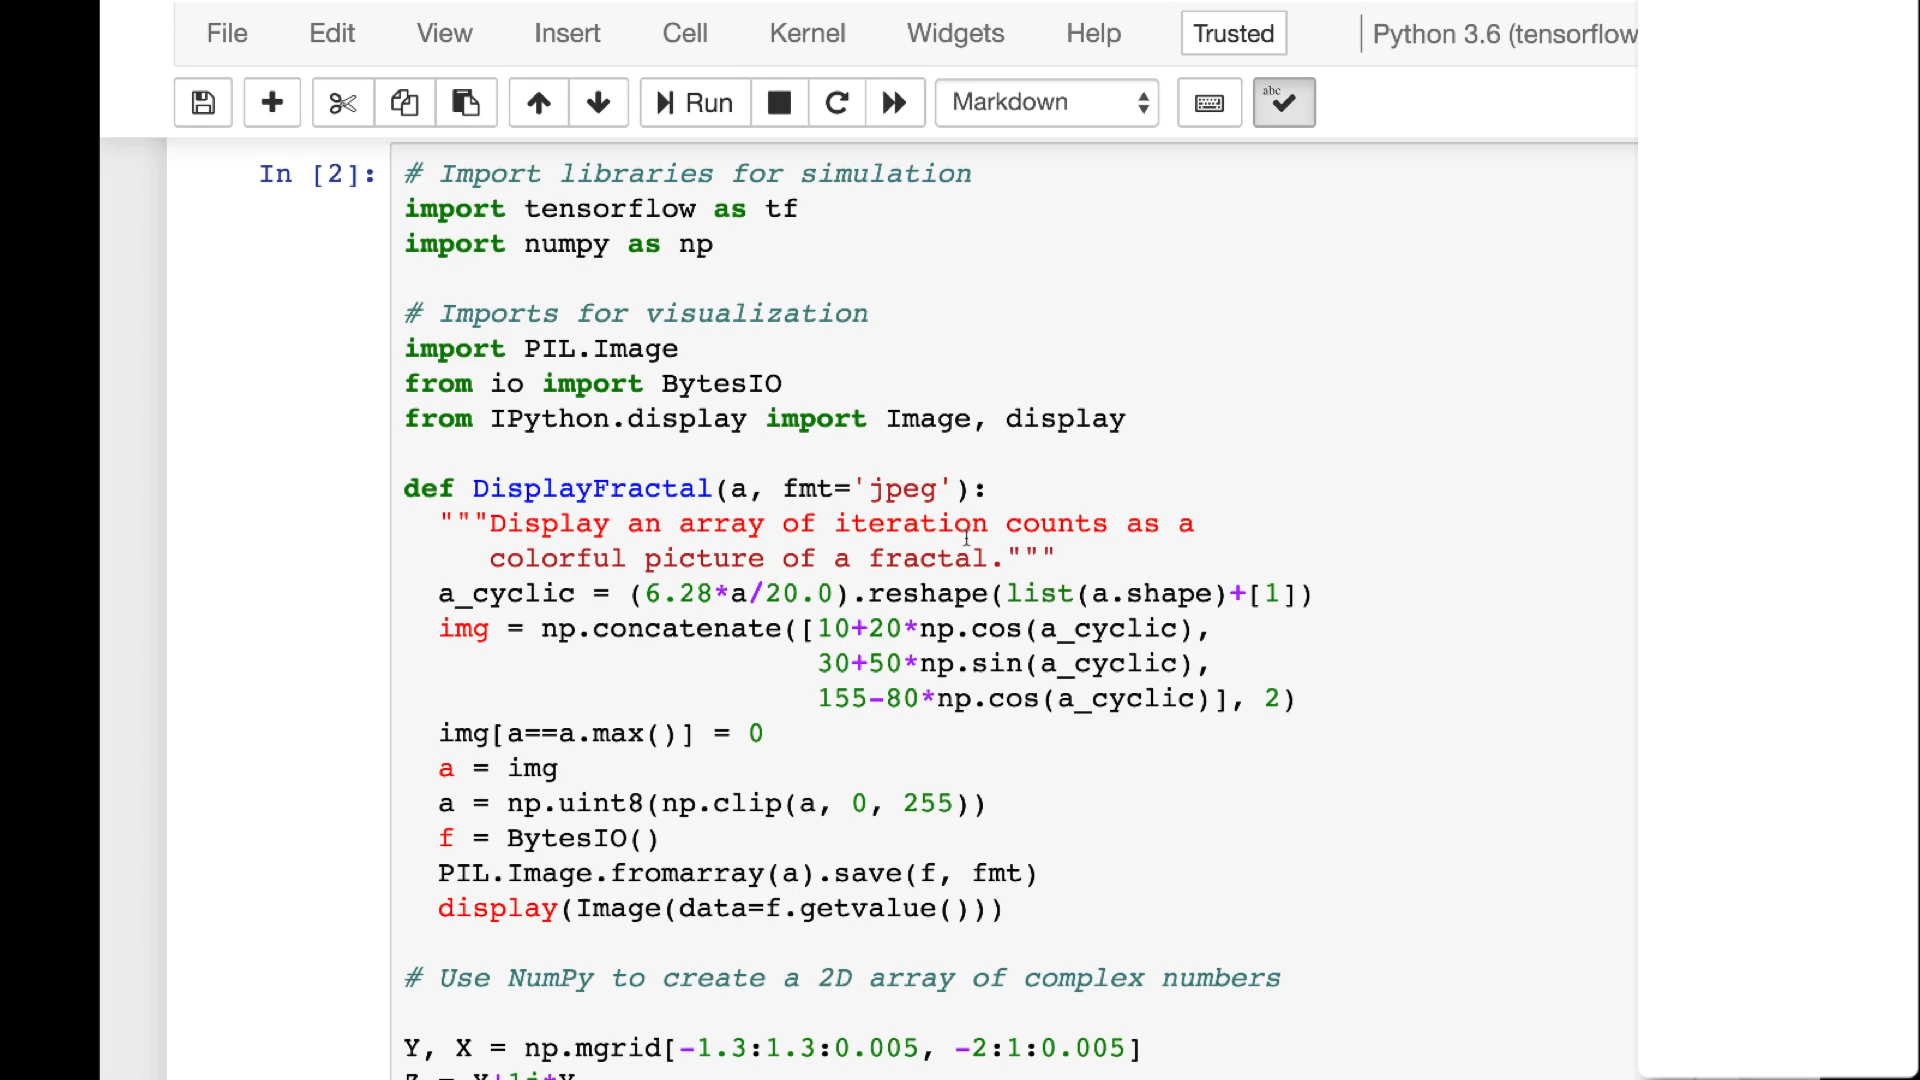 File Edit View Insert Cell Kernel Widgets Help Trusted Python 3.6 (tensorflow
Run Markdown abc
In [2]: # Import libraries for simulation
import tensorflow as tf
import numpy as np
# Imports for visualization
import PIL.Image
from io import BytesIO
from IPython.display import Image, display
def DisplayFractal(a, fmt='jpeg'):
"""Display an array of iteration counts as a
colorful picture of a fractal."""
a_cyclic = (6.28*a/20.0).reshape(list(a.shape)+[1])
img = np.concatenate([10+20*np.cos(a_cyclic),
30+50*np.sin(a_cyclic),
155-80*np.cos(a_cyclic)], 2)
img[a==a.max()] = 0
a = img
a = np.uint8(np.clip(a, 0, 255))
f = BytesIO()
PIL.Image.fromarray(a).save(f, fmt)
display(Image(data=f.getvalue()))
# Use NumPy to create a 2D array of complex numbers
Y, X = np.mgrid[-1.3:1.3:0.005, -2:1:0.005]